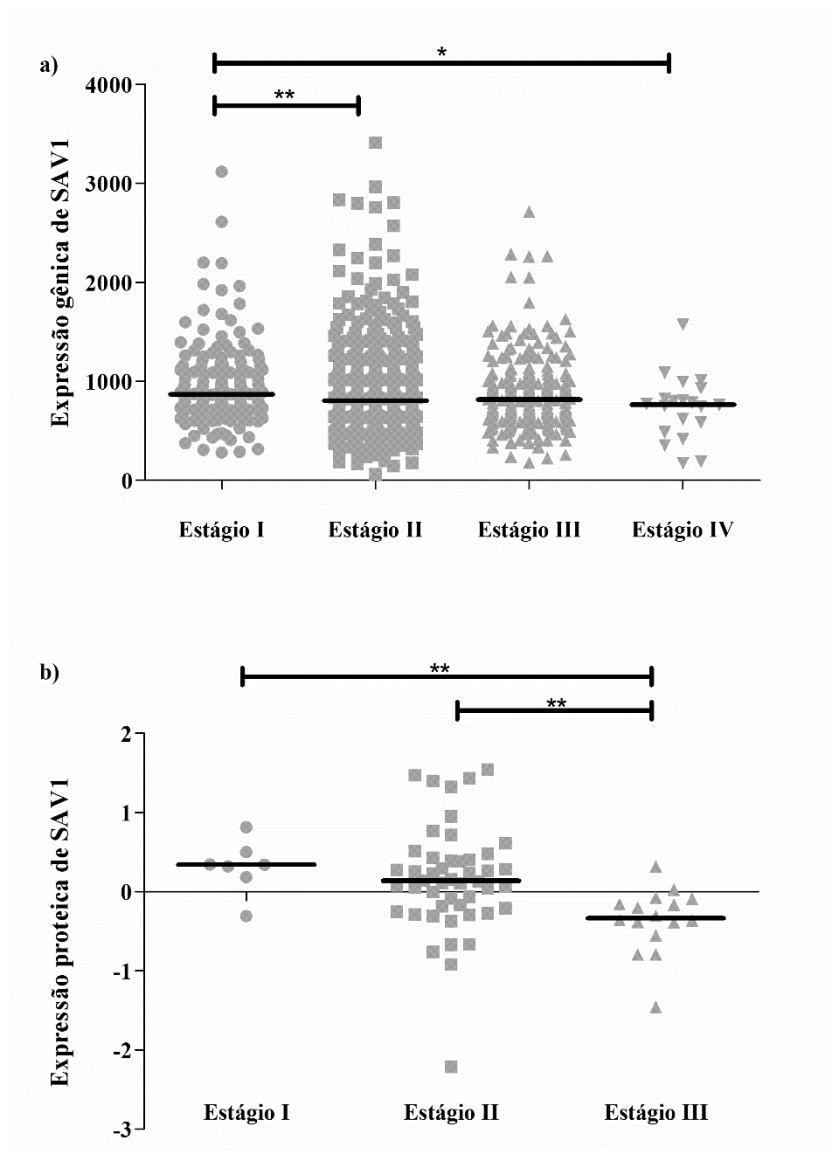 a)
*
**
4000
3000
2000
1000
0
Expressão gênica de SAV1
Estágio I Estágio II Estágio III Estágio IV
b)
**
**
2
1
0
-1
-2
-3
Expressão proteica de SAV1
Estágio I Estágio II Estágio III